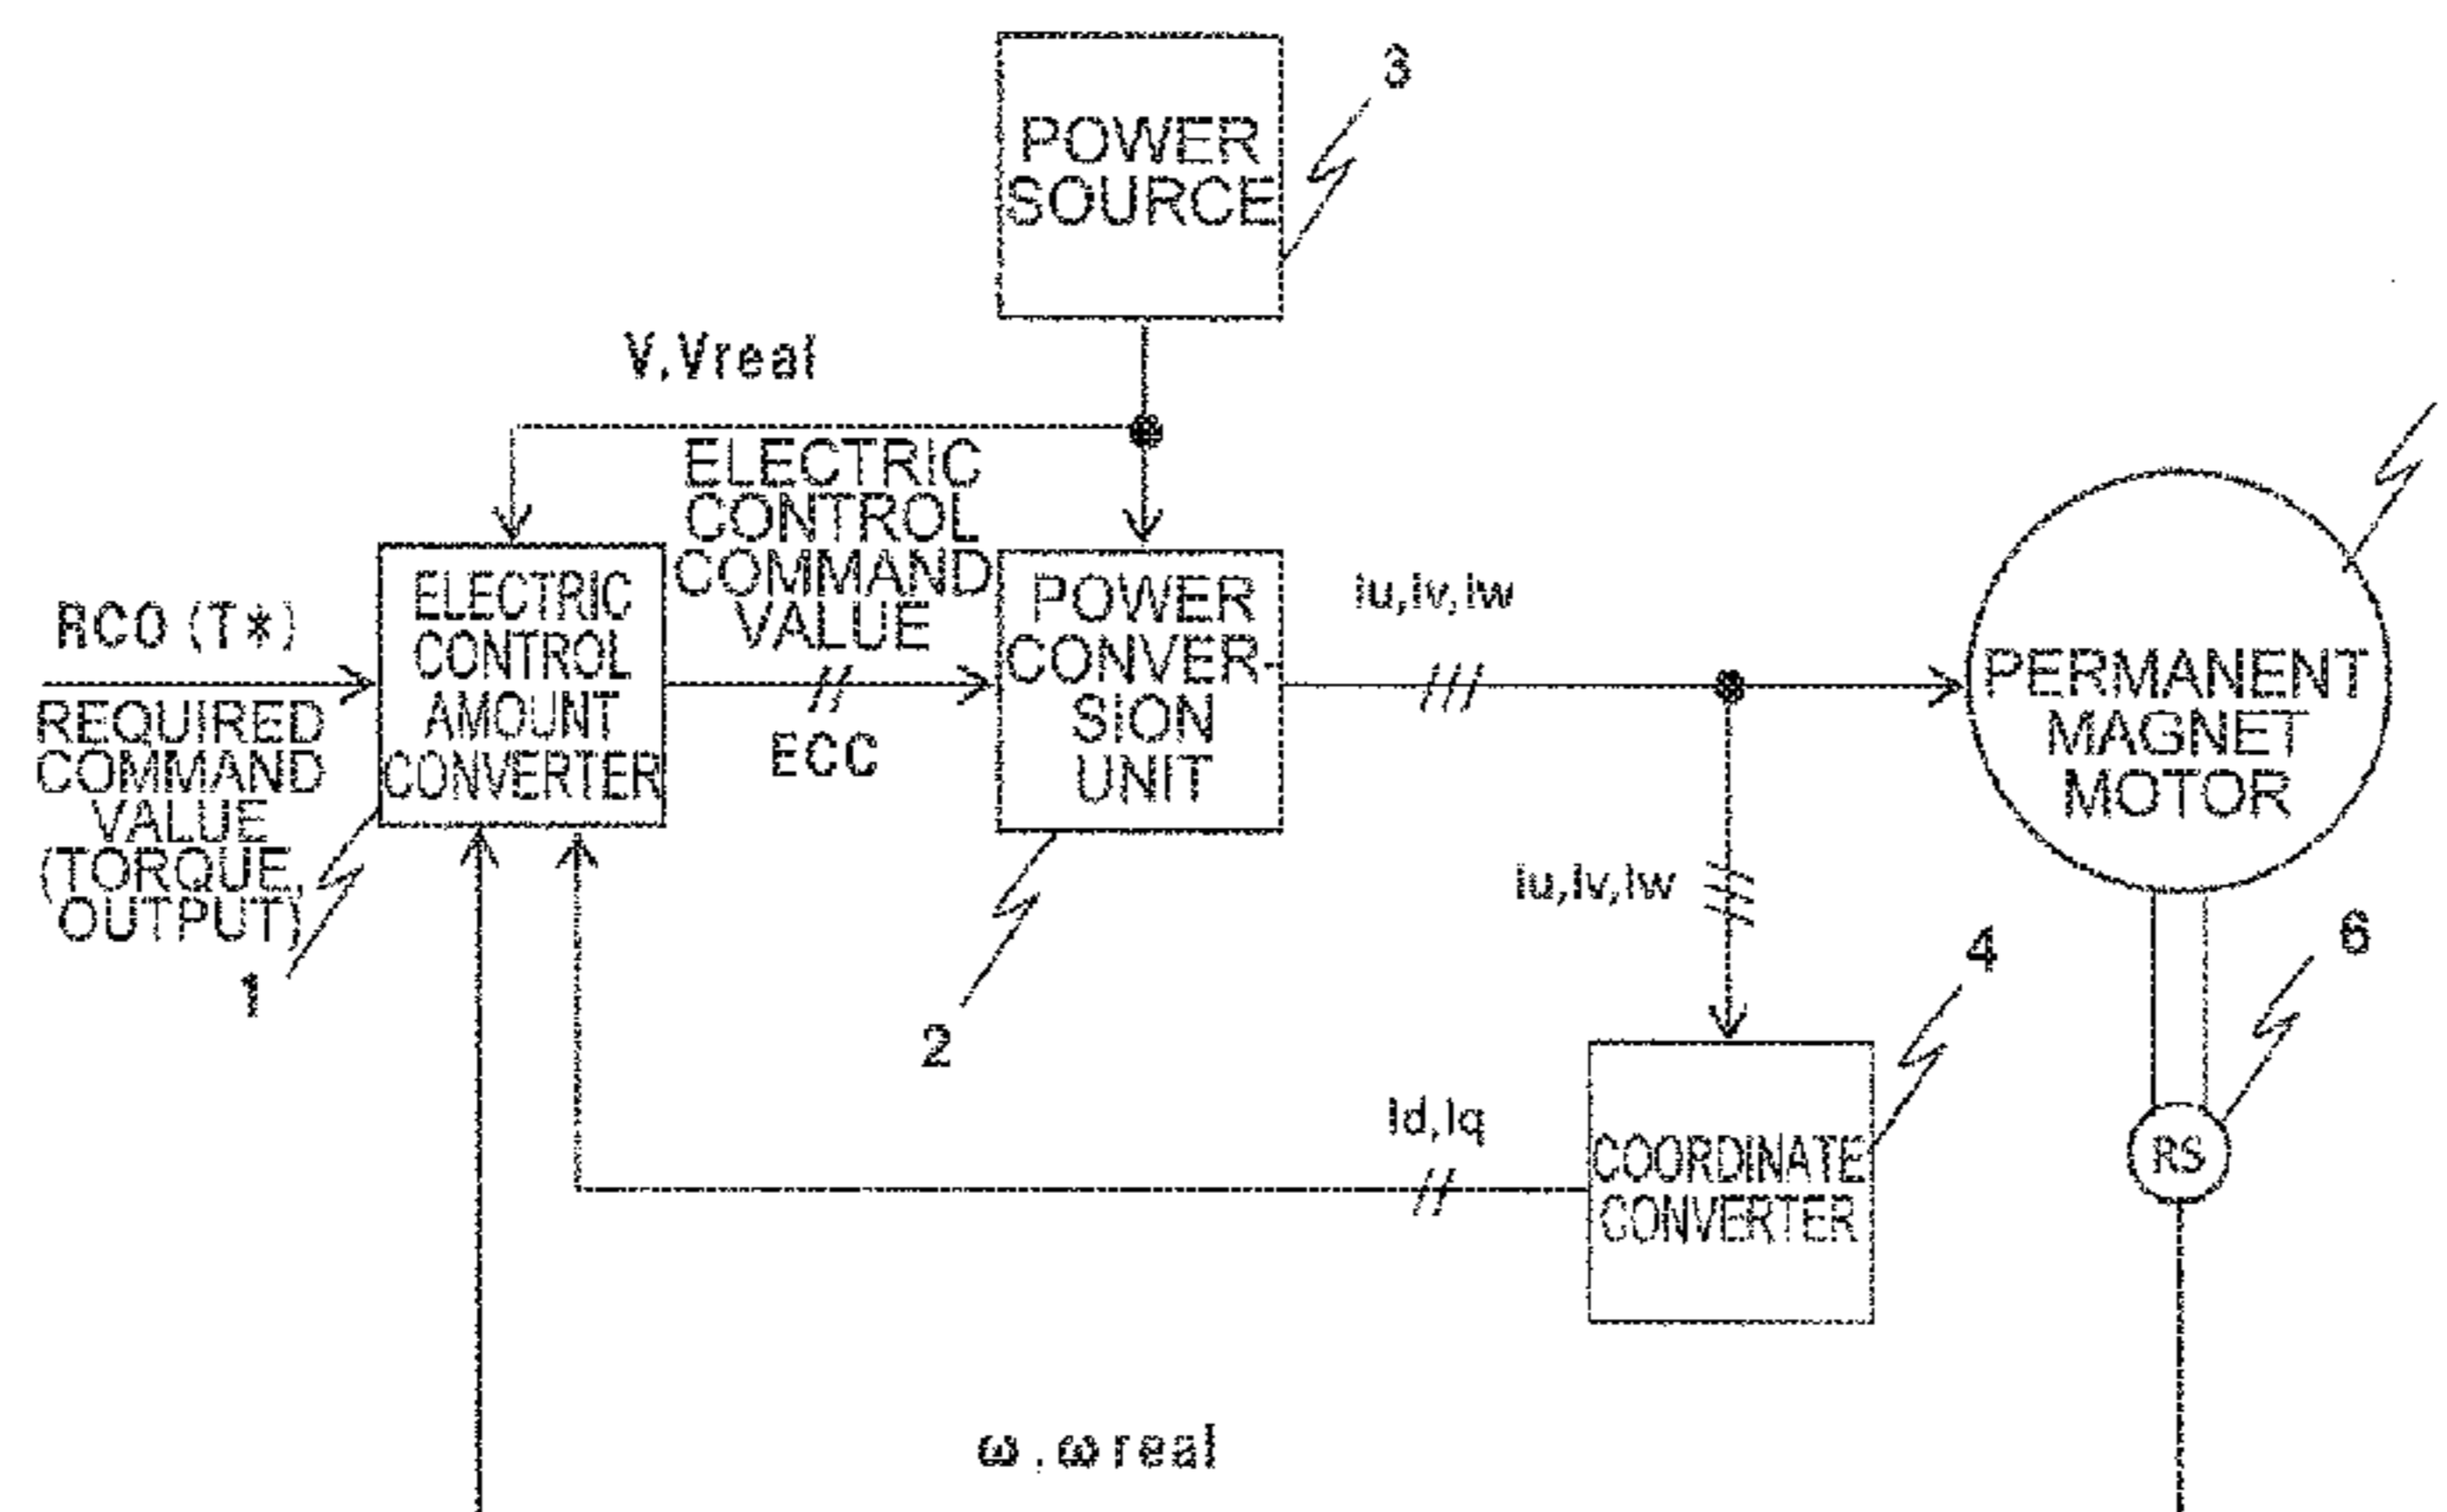 3
POWER
SOURCE
V,Vreal
ELECTRIC
CONTROL
COMMAND
VALUE
RCO (T*)
REQUIRED
COMMAND
VALUE
(TORQUE,
OUTPUT)
1
ELECTRIC
CONTROL
AMOUNT
CONVERTER
ECC
POWER
CONVER-
SION
UNIT
2
Iu,Iv,Iw
PERMANENT
MAGNET
MOTOR
Iu,Iv,Iw
4
6
Id,Iq
COORDINATE
CONVERTER
RS
ω,ωreal